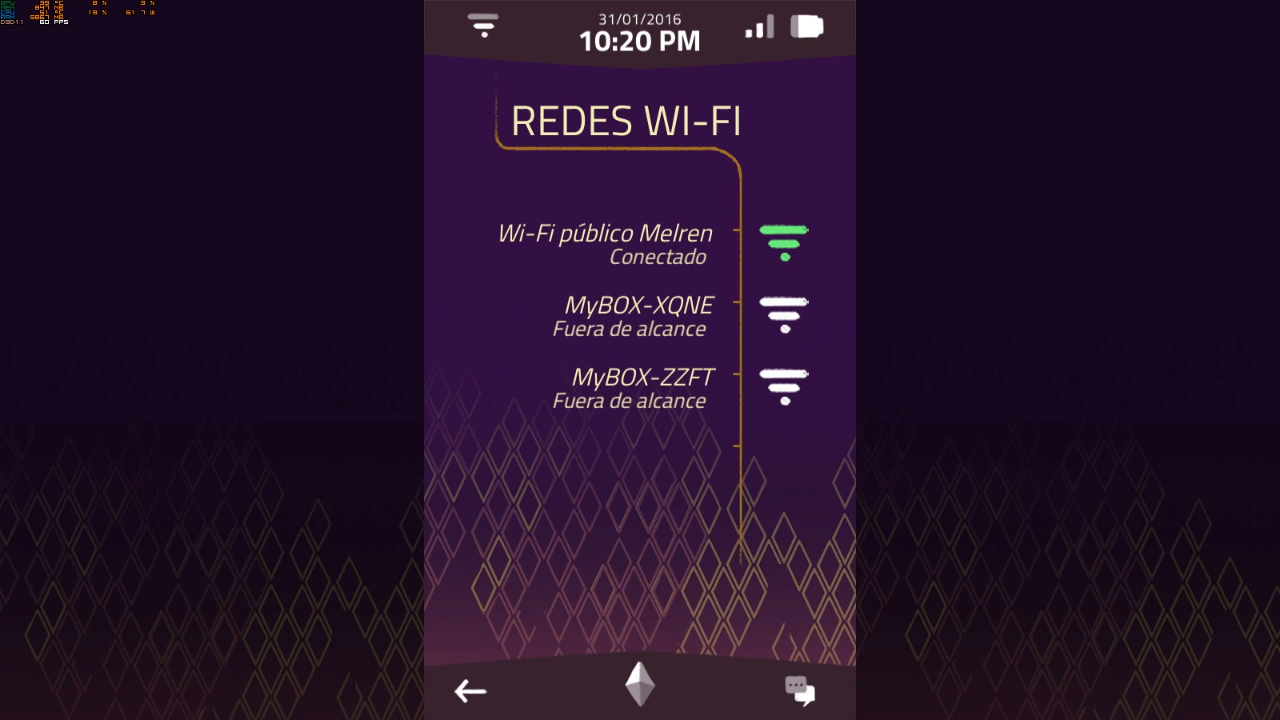 31/01/2016
10:20 PM
REDES WI-FI
Wi-Fi público Melren
Conectado
MyBOX-XQNE
Fuera de alcance
MyBOX-ZZFT
Fuera de alcance